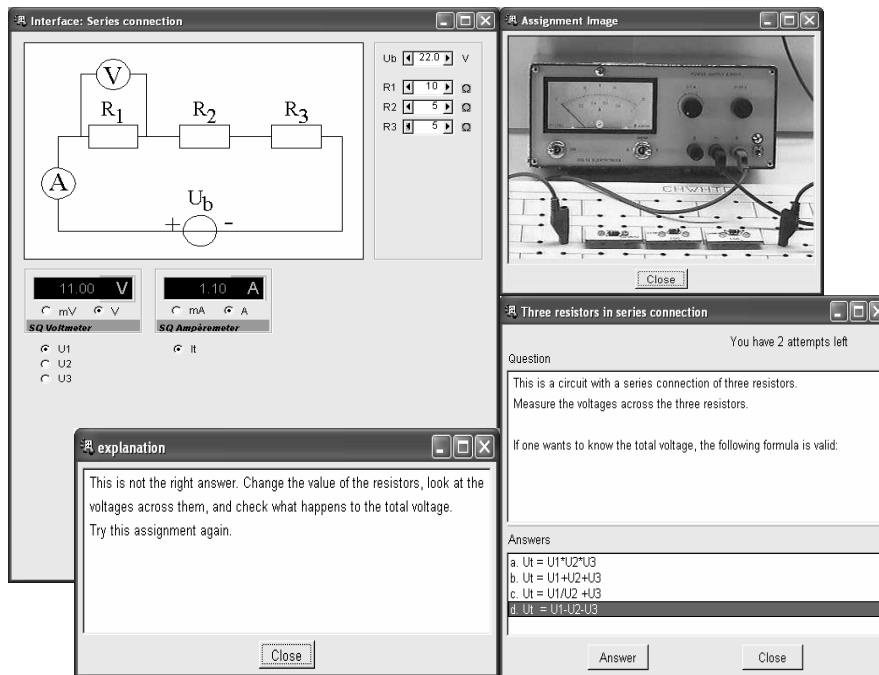 Interface: Series connection
V
R1
R2
R3
A
Ub
+ -
Ub 22.0 V
R1 10 Ω
R2 5 Ω
R3 5 Ω
11.00 V
mV V
SQ Voltmeter
U1
U2
U3
1.10 A
mA A
SQ Ampèremeter
It
Assignment Image
Close
Three resistors in series connection
You have 2 attempts left
Question
This is a circuit with a series connection of three resistors.
Measure the voltages across the three resistors.
If one wants to know the total voltage, the following formula is valid:
Answers
a. Ut = U1*U2*U3
b. Ut = U1+U2+U3
c. Ut = U1/U2 +U3
d. Ut = U1-U2-U3
Answer
Close
explanation
This is not the right answer. Change the value of the resistors, look at the
voltages across them, and check what happens to the total voltage.
Try this assignment again.
Close